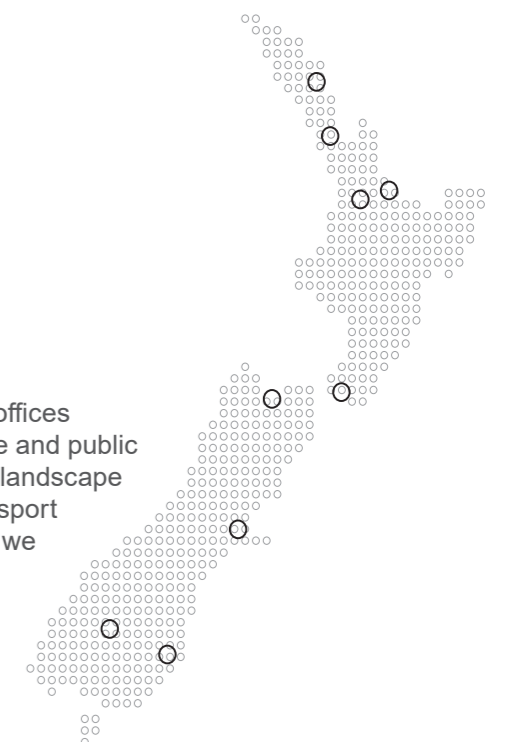 offices
e and public
landscape
sport
we